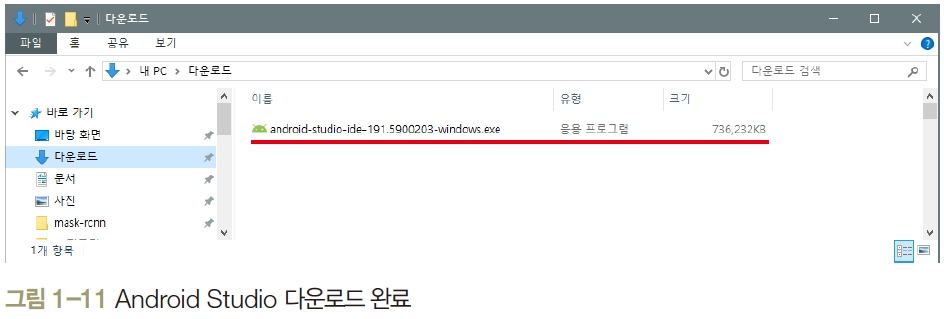 다운로드
파일 홈 공유 보기
내 PC 다운로드 다운로드 검색
이름 유형 크기
바로 가기
android-studio-ide-191.5900203-windows.exe 응용 프로그램 736,232KB
바탕 화면
다운로드
문서
사진
mask-rcnn
1개 항목
그림 1-11 Android Studio 다운로드 완료